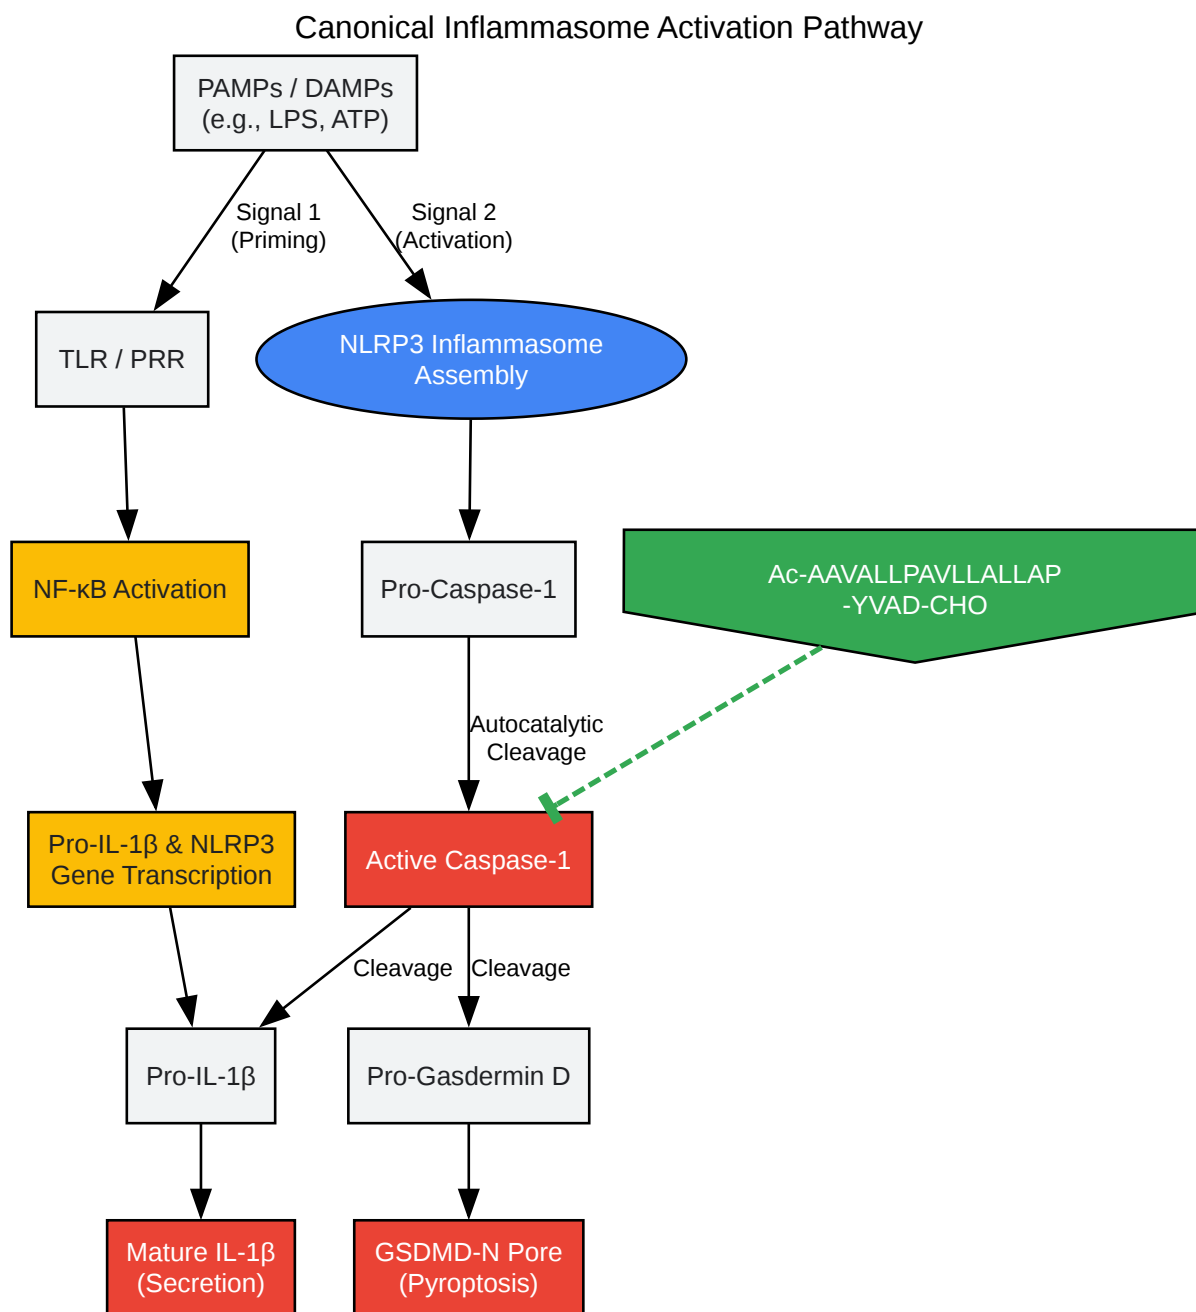 Canonical Inflammasome Activation Pathway
PAMPs / DAMPs
(e.g., LPS, ATP)
Signal 1
(Priming)
Signal 2
(Activation)
TLR / PRR
NLRP3 Inflammasome
Assembly
NF-κB Activation
Pro-Caspase-1
Ac-AAVALLPAVLLALLAP
-YVAD-CHO
Autocatalytic
Cleavage
Pro-IL-1β & NLRP3
Gene Transcription
Active Caspase-1
Cleavage
Cleavage
Pro-IL-1β
Pro-Gasdermin D
Mature IL-1β
(Secretion)
GSDMD-N Pore
(Pyroptosis)